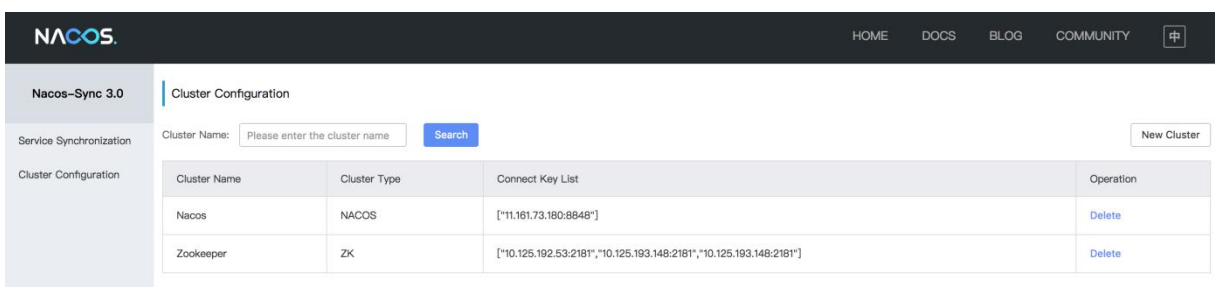 NACOS.
HOME DOCS BLOG COMMUNITY 中
Nacos-Sync 3.0
Cluster Configuration
Service Synchronization
Cluster Configuration
Cluster Name: Please enter the cluster name Search New Cluster
Cluster Name Cluster Type Connect Key List Operation
Nacos NACOS ["11.161.73.180:8848"] Delete
Zookeeper ZK ["10.125.192.53:2181","10.125.193.148:2181","10.125.193.148:2181"] Delete